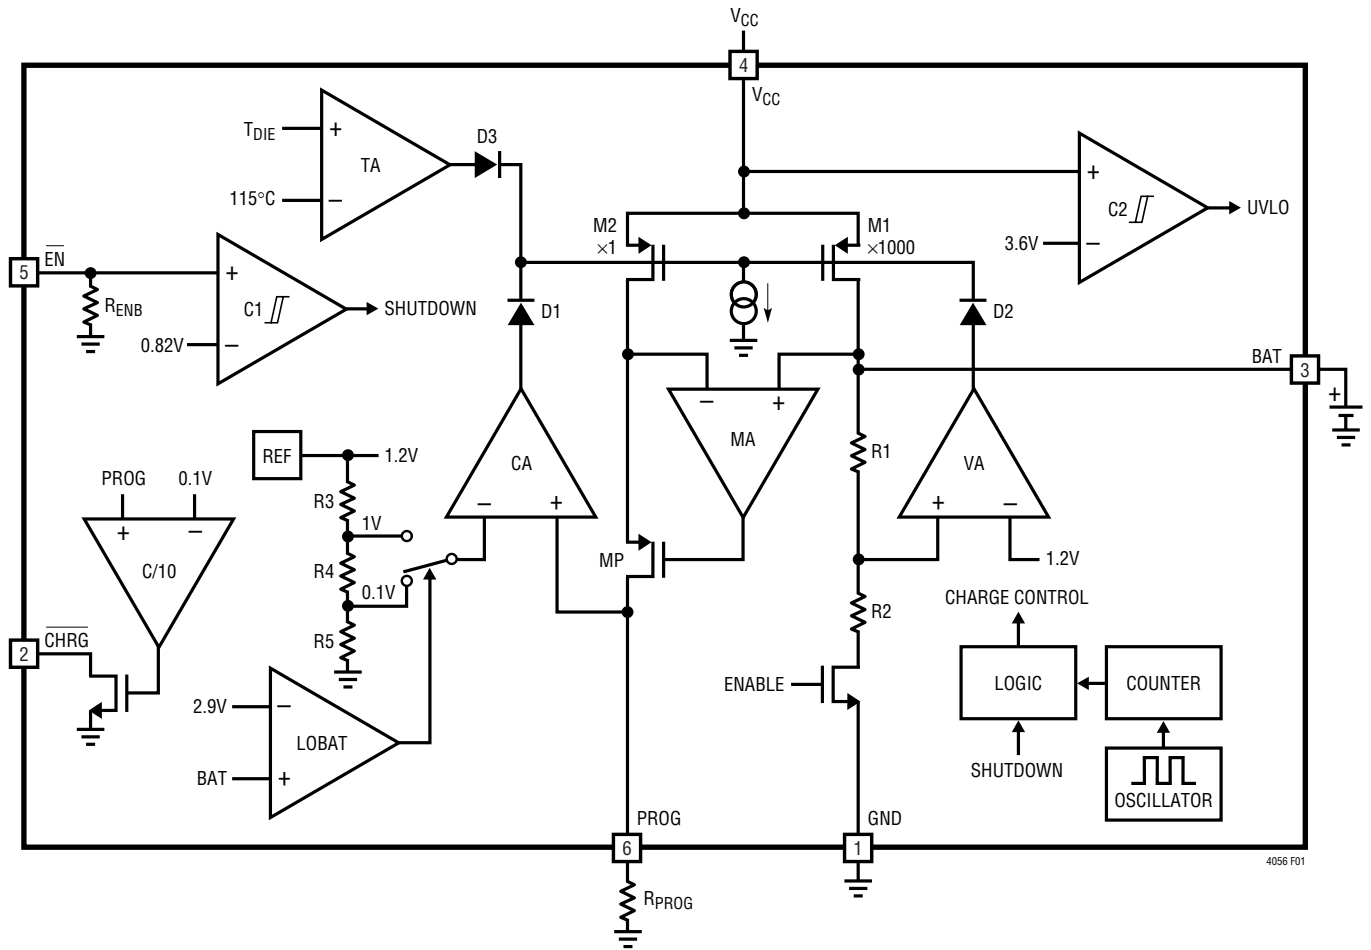 VCC
4
VCC
TDIE
+
TA
D3
115°C
−
M2
×1
M1
×1000
+
C2
UVLO
3.6V
−
5
EN
+
RENB
C1
SHUTDOWN
0.82V
−
D1
D2
BAT
3
+
−
+
MA
REF
1.2V
R3
1V
R4
0.1V
R5
CA
−
+
R1
VA
+
−
1.2V
PROG
0.1V
+
−
C/10
MP
R2
2
CHRG
2.9V
−
LOBAT
BAT
+
ENABLE
CHARGE CONTROL
LOGIC
COUNTER
SHUTDOWN
OSCILLATOR
PROG
6
GND
1
RPROG
4056 F01